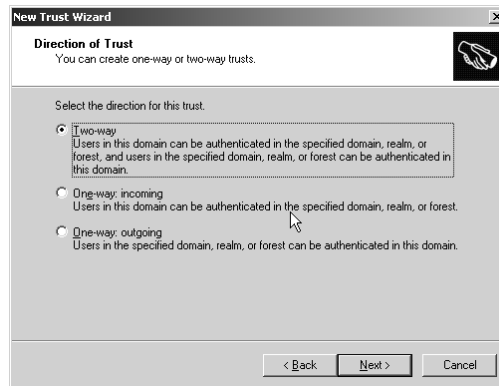 New Trust Wizard
Direction of Trust
You can create one-way or two-way trusts.
Select the direction for this trust.
Two-way
Users in this domain can be authenticated in the specified domain, realm, or
forest, and users in the specified domain, realm, or forest can be authenticated in
this domain.
One-way: incoming
Users in this domain can be authenticated in the specified domain, realm, or forest.
One-way: outgoing
Users in the specified domain, realm, or forest can be authenticated in this domain.
< Back Next > Cancel